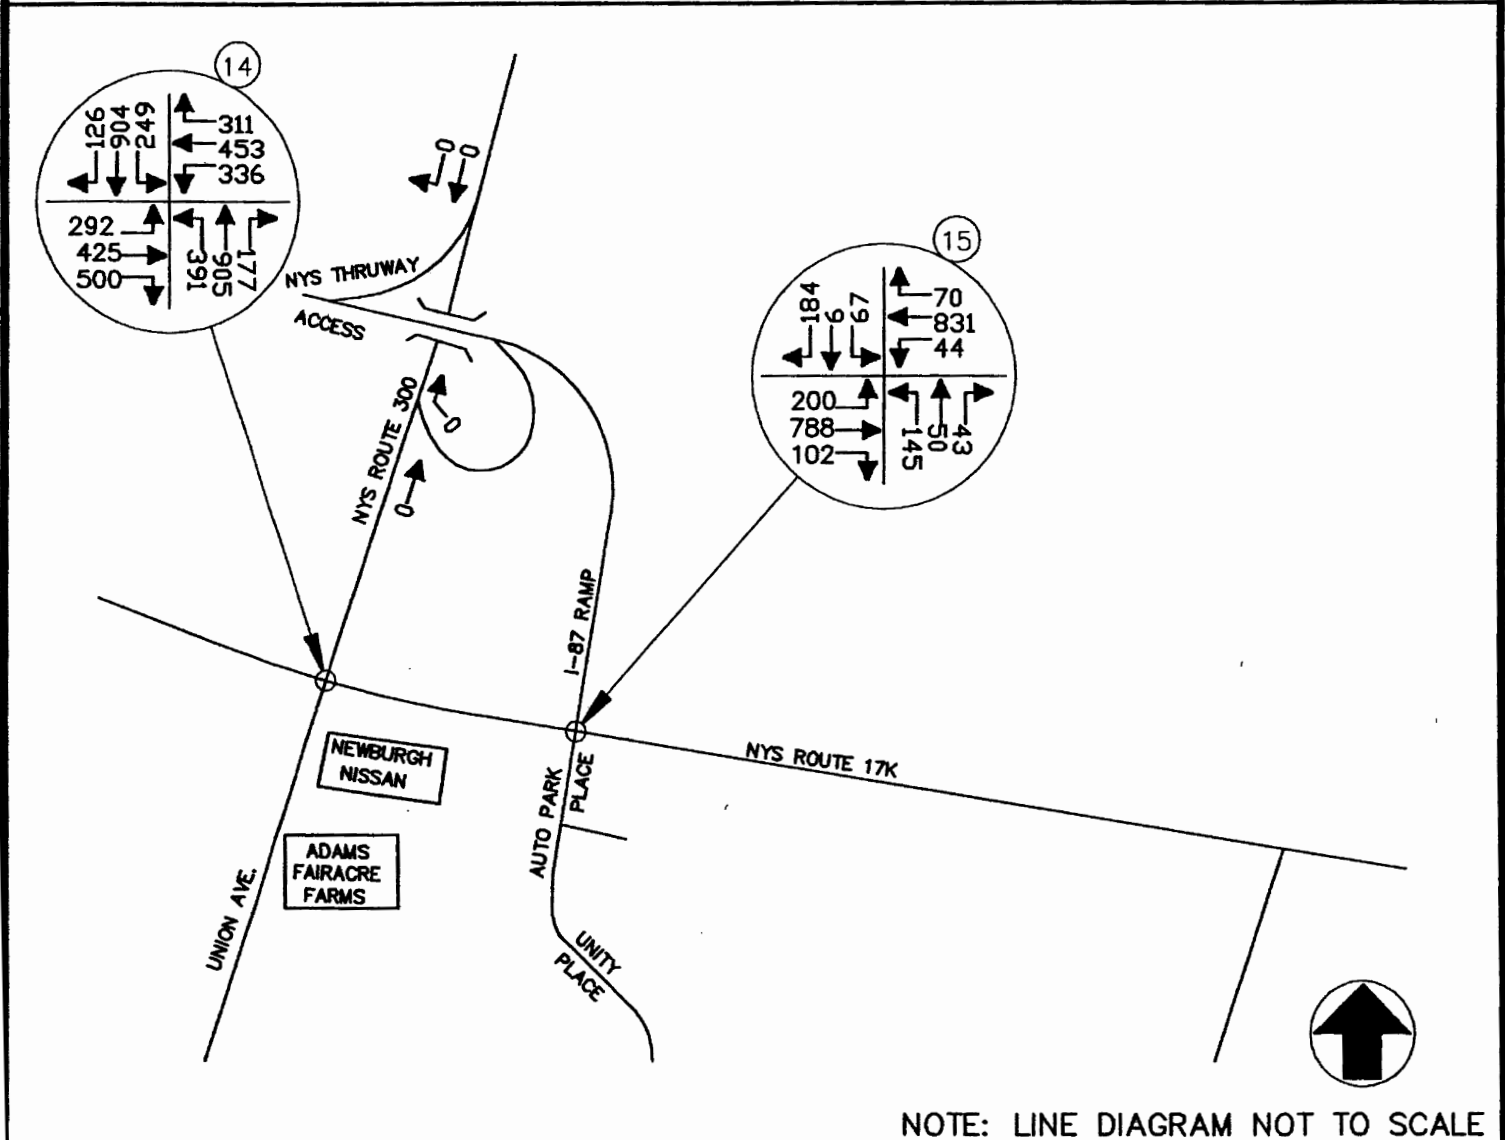 14
126
904
249
311
453
336
292
425
500
391
905
177
0
0
NYS THRUWAY
ACCESS
NYS ROUTE 300
0
0
15
184
6
67
70
831
44
200
788
102
145
50
43
I-87 RAMP
NEWBURGH
NISSAN
ADAMS
FAIRACRE
FARMS
UNION AVE.
AUTO PARK
PLACE
NYS ROUTE 17K
UNITY
PLACE
NOTE: LINE DIAGRAM NOT TO SCALE